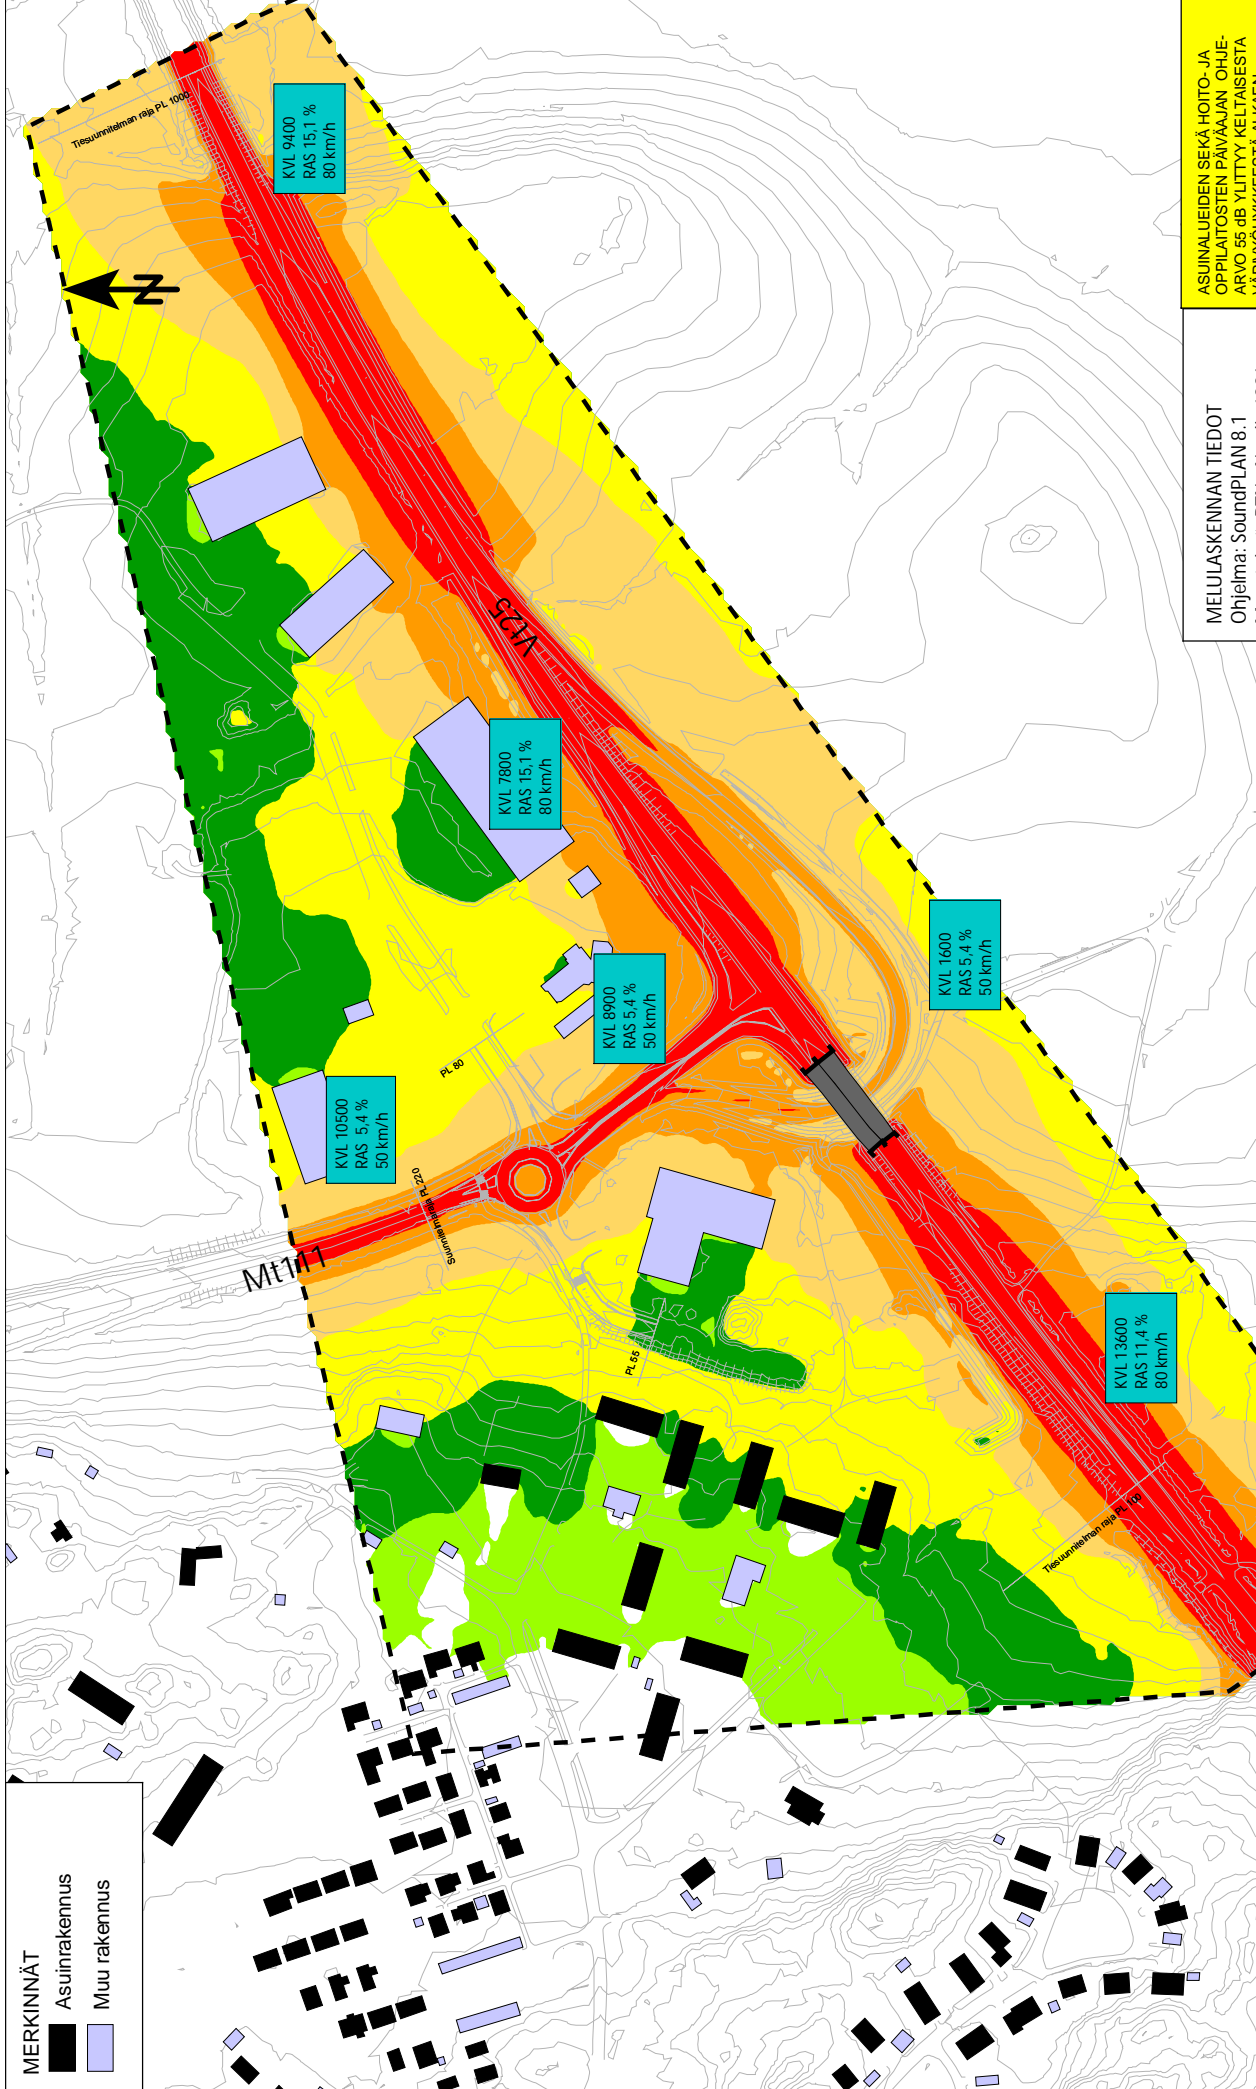 MERKINNÄT
Asuinrakennus
Muu rakennus
Mt111
Suunnitelmaraja PL 220
KVL 10500
RAS 5,4 %
50 km/h
PL 80
PL 55
KVL 8900
RAS 5,4 %
50 km/h
KVL 7800
RAS 15,1 %
80 km/h
Vt25
N
Tiesuunnitelman raja PL 1000
KVL 9400
RAS 15,1 %
80 km/h
KVL 1600
RAS 5,4 %
50 km/h
Tiesuunnitelman raja PL 100
KVL 13600
RAS 11,4 %
80 km/h
MELULASKENNAN TIEDOT
Ohjelma: SoundPLAN 8.1
ASUINALUEIDEN SEKÄ HOITO- JA
OPPILAITOSTEN PÄIVÄAJAN OHJE-
ARVO 55 dB YLITTYY KELTAISESTA